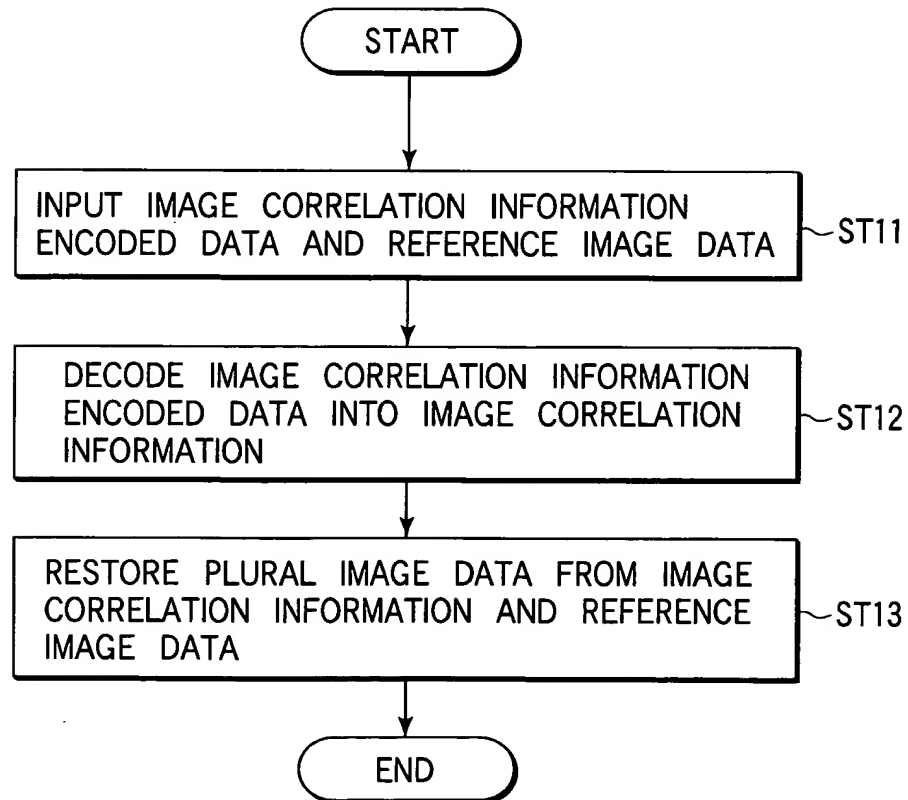 START
INPUT IMAGE CORRELATION INFORMATION
ENCODED DATA AND REFERENCE IMAGE DATA
ST11
DECODE IMAGE CORRELATION INFORMATION
ENCODED DATA INTO IMAGE CORRELATION
INFORMATION
ST12
RESTORE PLURAL IMAGE DATA FROM IMAGE
CORRELATION INFORMATION AND REFERENCE
IMAGE DATA
ST13
END